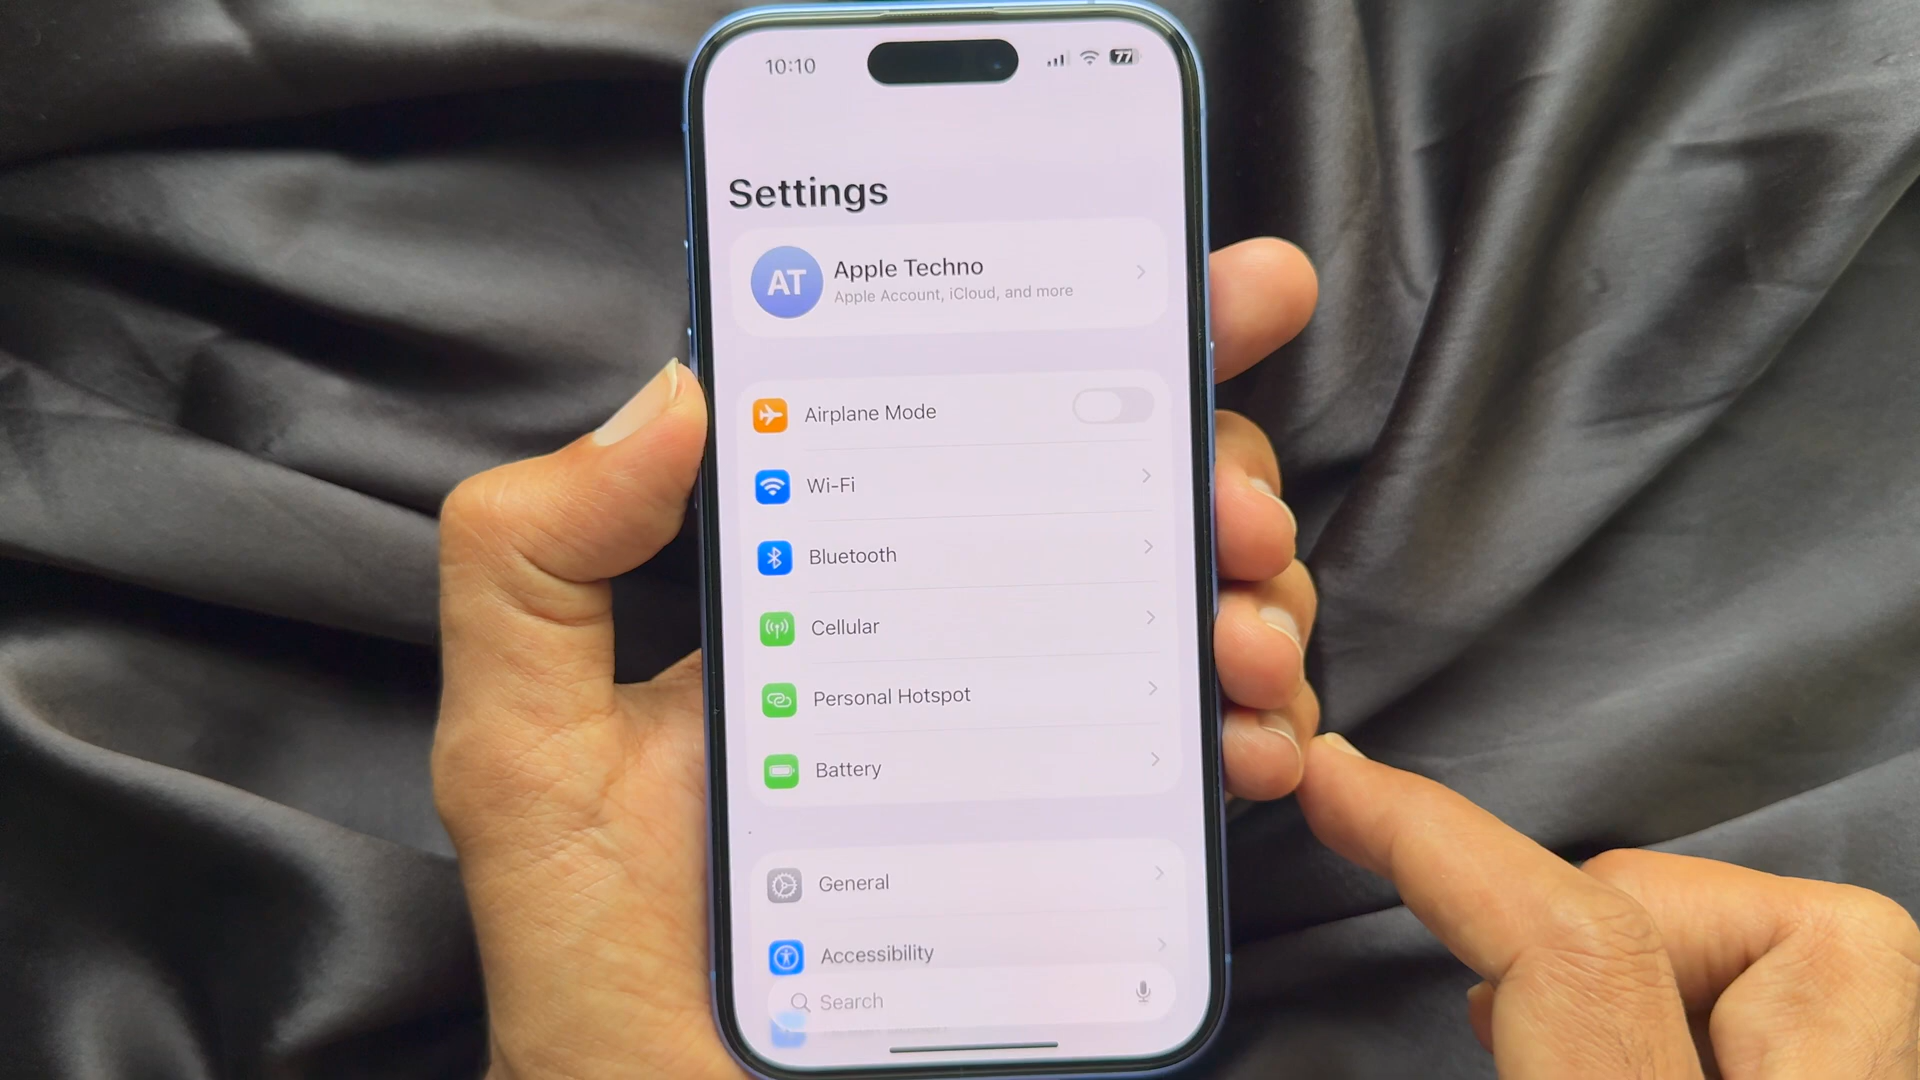 10:10
77
Settings
AT
Apple Techno
Apple Account, iCloud, and more
Airplane Mode
Wi-Fi
Bluetooth
Cellular
Personal Hotspot
Battery
General
Accessibility
Search